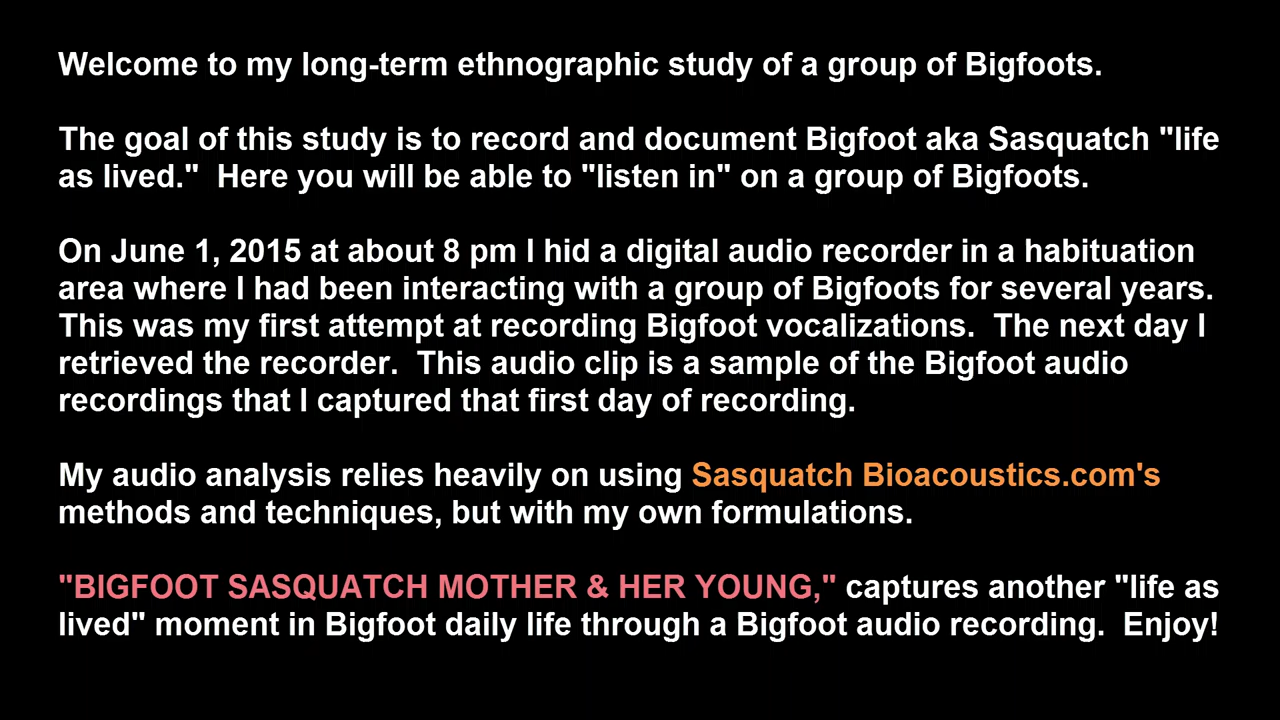 Welcome to my long-term ethnographic study of a group of Bigfoots.
The goal of this study is to record and document Bigfoot aka Sasquatch "life
as lived."  Here you will be able to "listen in" on a group of Bigfoots.
On June 1, 2015 at about 8 pm I hid a digital audio recorder in a habituation
area where I had been interacting with a group of Bigfoots for several years.
This was my first attempt at recording Bigfoot vocalizations.  The next day I
retrieved the recorder.  This audio clip is a sample of the Bigfoot audio
recordings that I captured that first day of recording.
My audio analysis relies heavily on using Sasquatch Bioacoustics.com's
methods and techniques, but with my own formulations.
"BIGFOOT SASQUATCH MOTHER & HER YOUNG," captures another "life as
lived" moment in Bigfoot daily life through a Bigfoot audio recording.  Enjoy!